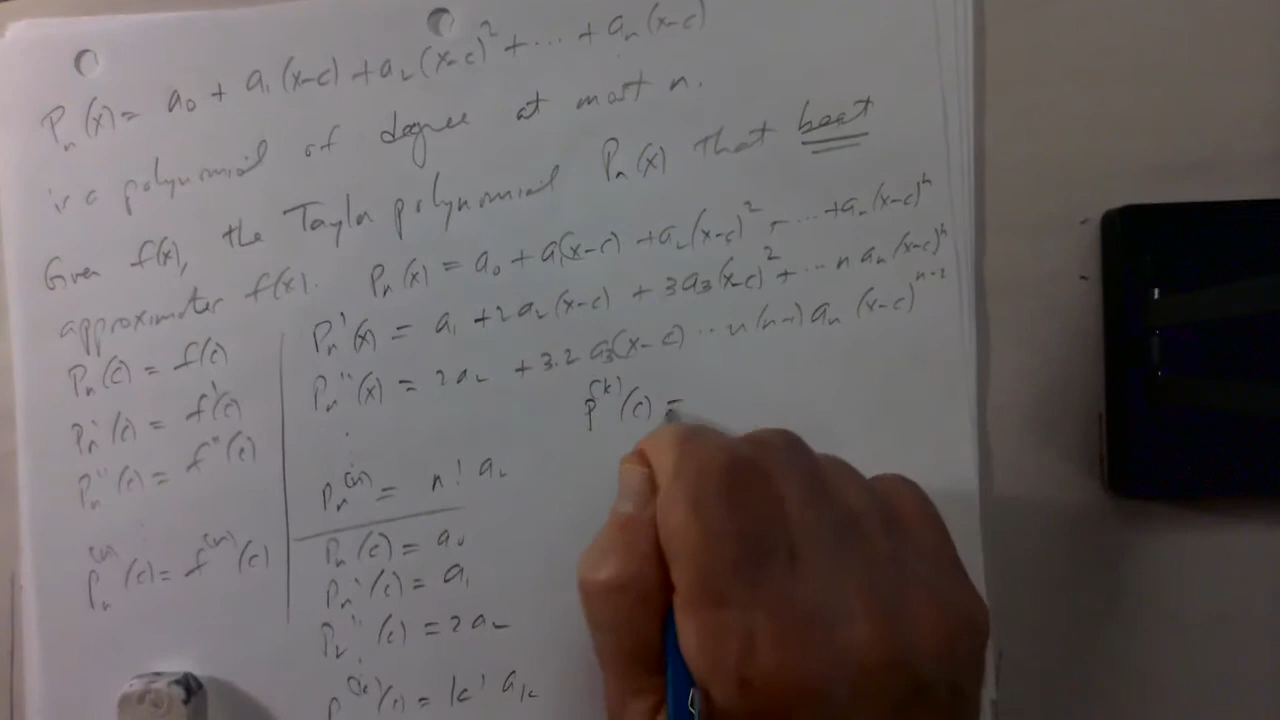 Pₙ(x) = a₀ + a₁(x-c) + a₂(x-c)² + ... + aₙ(x-c)
is a polynomial of degree at most n.
Given f(x), the Taylor polynomial Pₙ(x) that best
approximates f(x). Pₙ(x) = a₀ + a(x-c) + a₂(x-c)² + ... + aₙ(x-c)ⁿ
Pₙ(c) = f(c)
Pₙ'(c) = f'(c)
Pₙ''(c) = f''(c)
⋮
Pₙ⁽ⁿ⁾(c) = f⁽ⁿ⁾(c)
Pₙ'(x) = a₁ + 2a₂(x-c) + 3a₃(x-c)² + ... n aₙ(x-c)ⁿ
Pₙ''(x) = 2a₂ + 3.2 a₃(x-c) ... n(n-1) aₙ (x-c)ⁿ⁻²
⋮
Pₙ⁽ⁿ⁾ = n! aₙ
Pₙ(c) = a₀
Pₙ'(c) = a₁
Pₙ''(c) = 2a₂
⋮
P⁽ᵏ⁾(c) = k! aₖ
P⁽ᵏ⁾(c) =